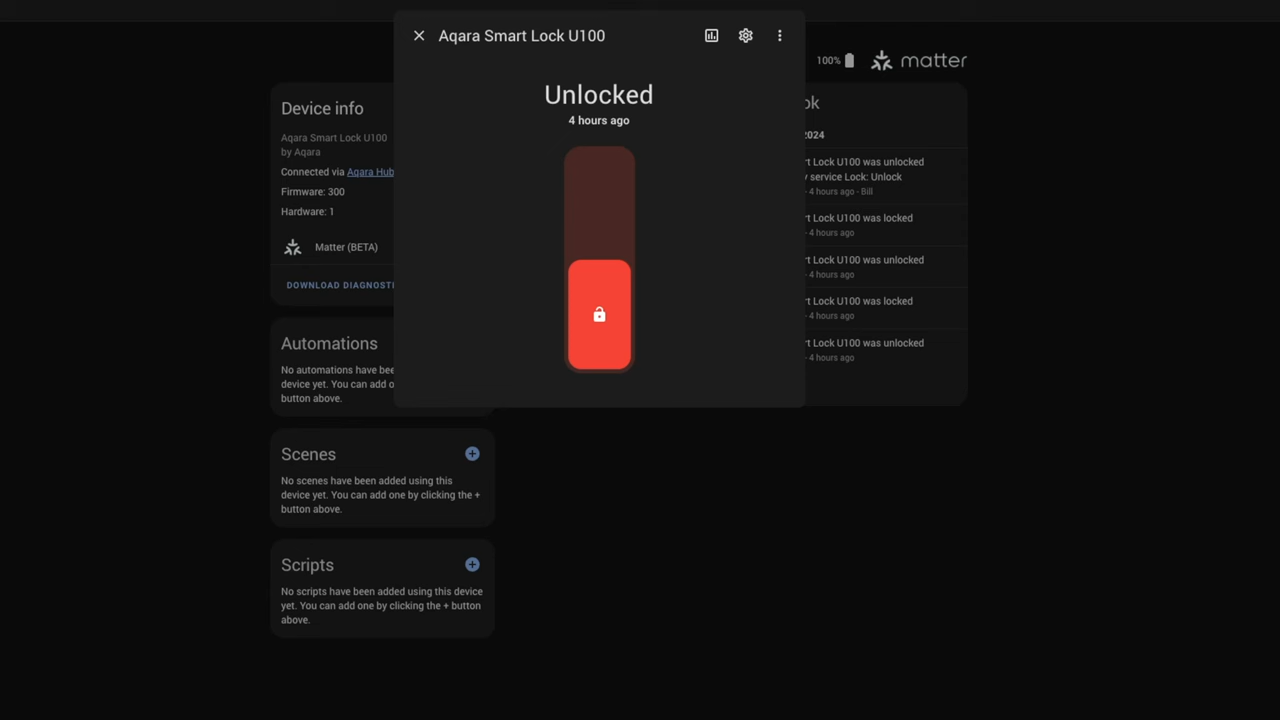 Aqara Smart Lock U100
Unlocked
4 hours ago
100%
matter
Device info
Aqara Smart Lock U100
by Aqara
Connected via Aqara Hub
Firmware: 300
Hardware: 1
Matter (BETA)
DOWNLOAD DIAGNOSTI
Automations
No automations have bee
device yet. You can add o
button above.
Scenes
No scenes have been added using this
device yet. You can add one by clicking the +
button above.
Scripts
No scripts have been added using this device
yet. You can add one by clicking the + button
above.
ok
2024
rt Lock U100 was unlocked
y service Lock: Unlock
- 4 hours ago - Bill
rt Lock U100 was locked
- 4 hours ago
rt Lock U100 was unlocked
- 4 hours ago
rt Lock U100 was locked
- 4 hours ago
rt Lock U100 was unlocked
- 4 hours ago